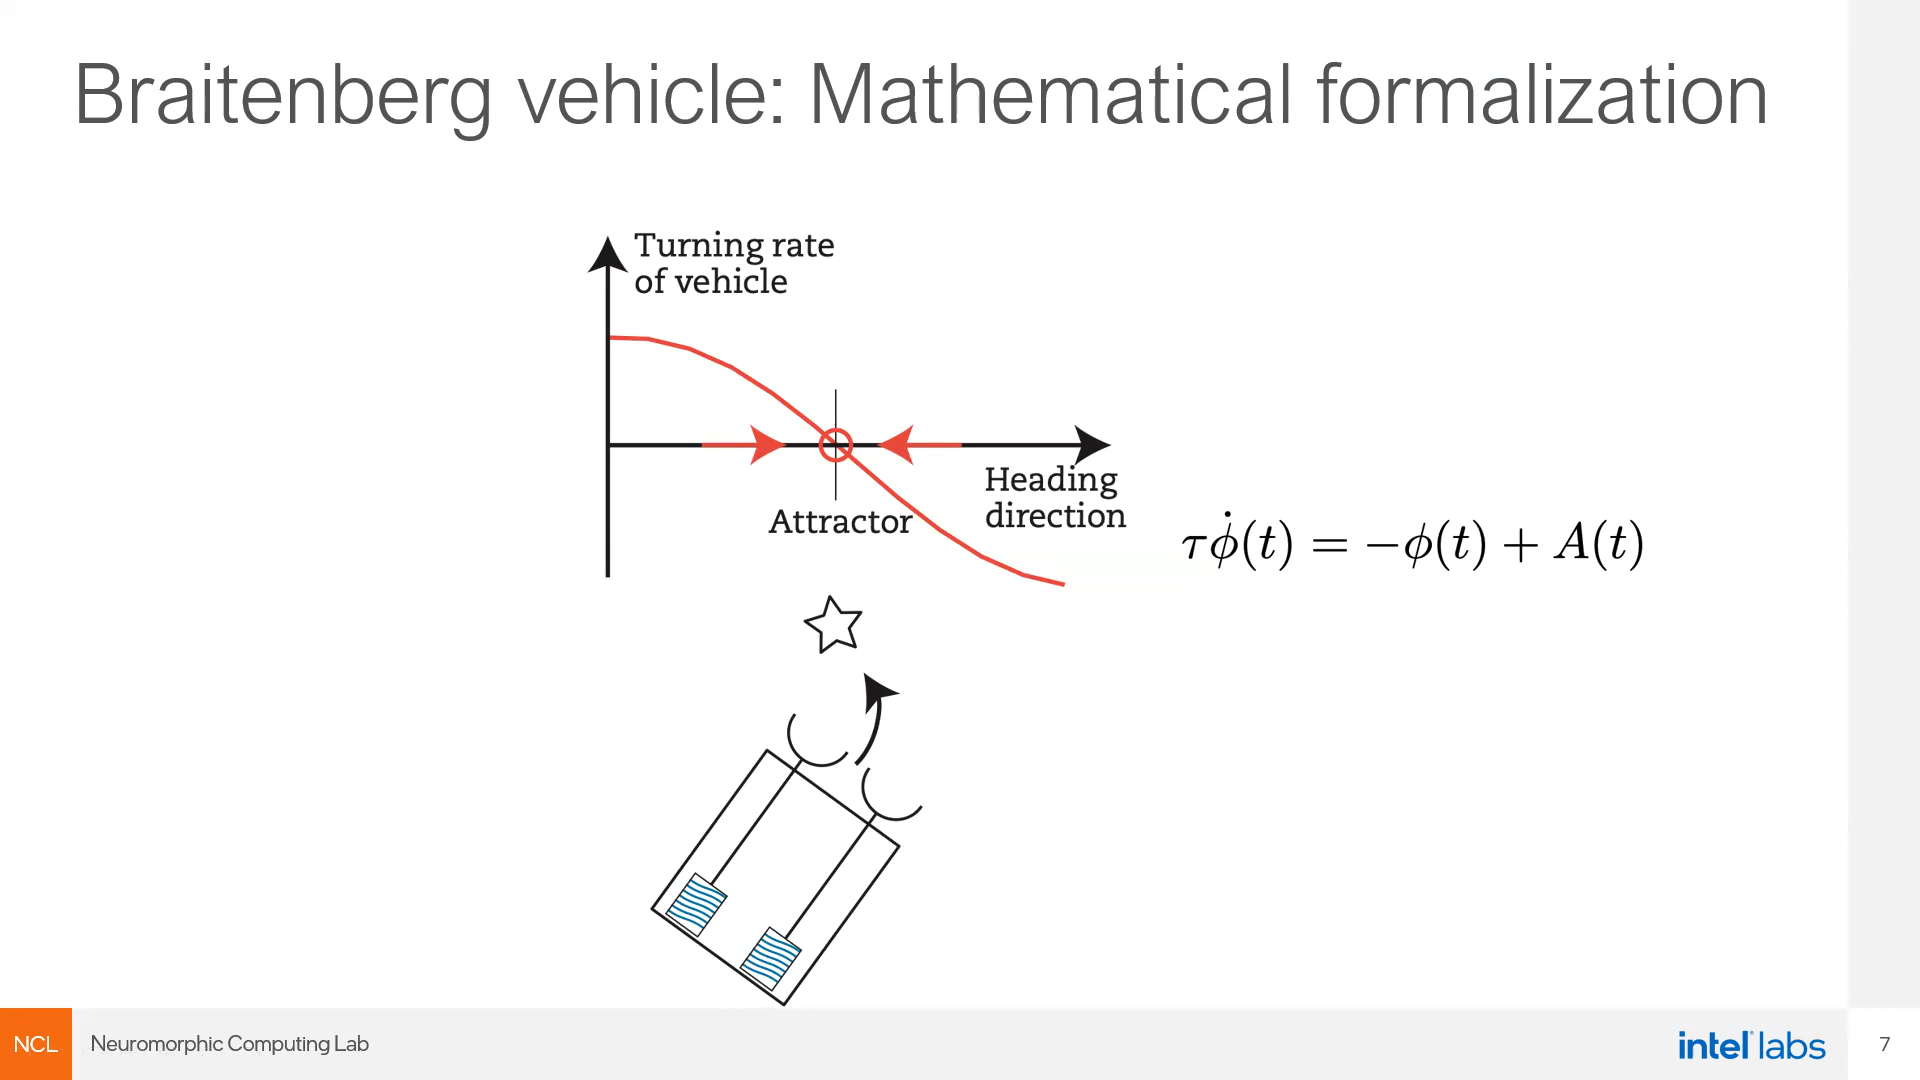 Braitenberg vehicle: Mathematical formalization
Turning rate
of vehicle
Heading
direction
Attractor
τϕ̇(t) = −ϕ(t) + A(t)
NCL
Neuromorphic Computing Lab
intel labs
7